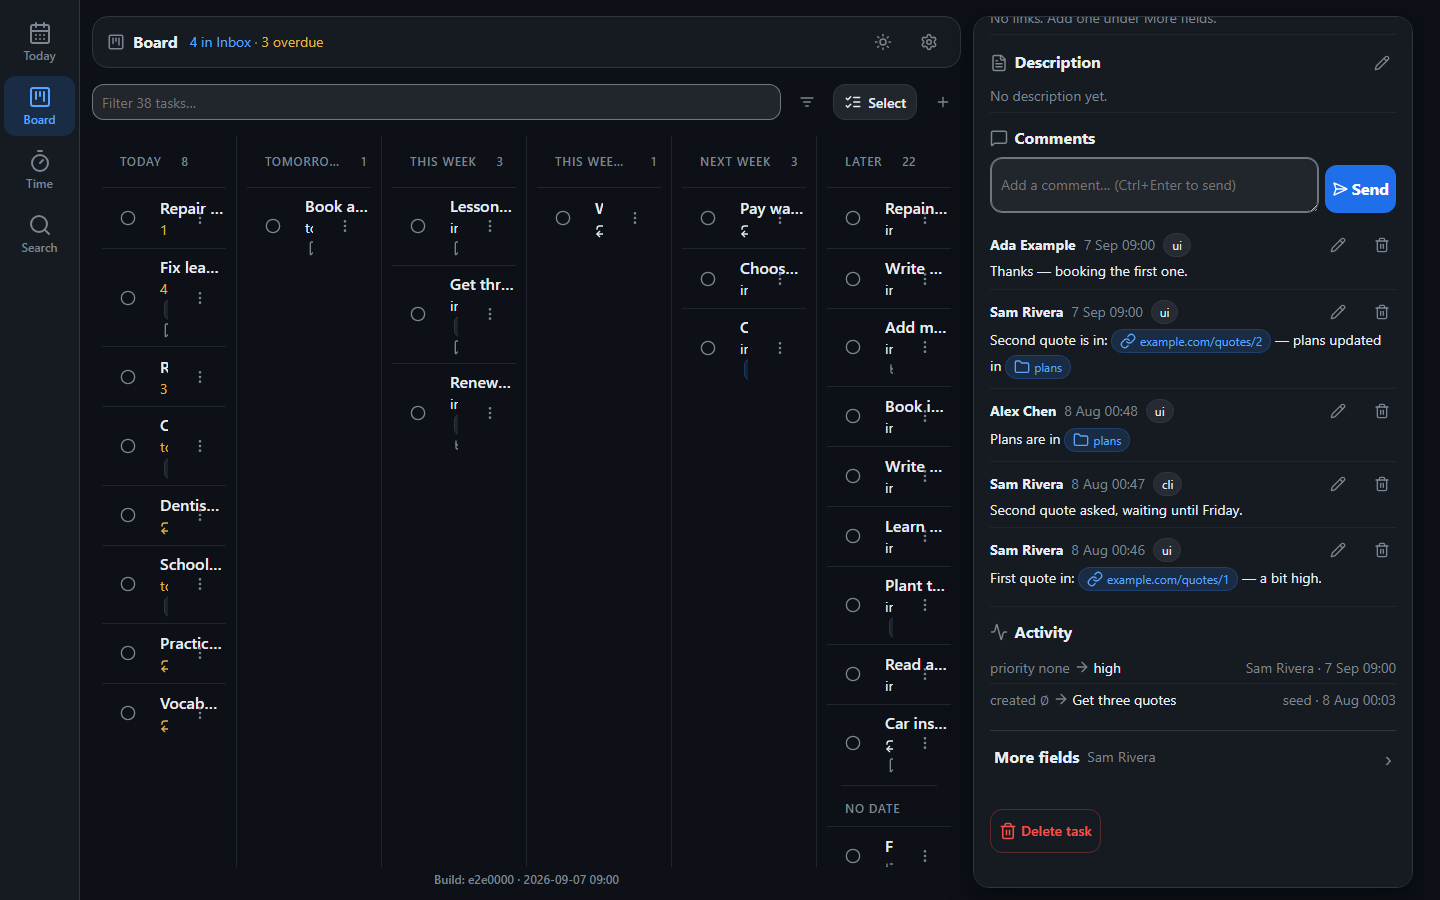 Today
Board
Time
Search
Board 4 in Inbox · 3 overdue
Filter 38 tasks...
Select
TODAY 8
Repair ...
1
Fix lea...
4
R
3
C
Dentis...
School...
Practic...
Vocab...
TOMORRO... 1
Book a...
THIS WEEK 3
Lesson...
Get thr...
Renew...
THIS WEE... 1
NEXT WEEK 3
Pay wa...
Choos...
C
LATER 22
Repain...
Write ...
Add m...
Book i...
Write ...
Learn ...
Plant t...
Read a...
Car ins...
NO DATE
F
Build: e2e0000 · 2026-09-07 09:00
No links. Add one under More fields.
Description
No description yet.
Comments
Add a comment... (Ctrl+Enter to send)
Send
Ada Example 7 Sep 09:00 ui
Thanks — booking the first one.
Sam Rivera 7 Sep 09:00 ui
Second quote is in: example.com/quotes/2 — plans updated
in plans
Alex Chen 8 Aug 00:48 ui
Plans are in plans
Sam Rivera 8 Aug 00:47 cli
Second quote asked, waiting until Friday.
Sam Rivera 8 Aug 00:46 ui
First quote in: example.com/quotes/1 — a bit high.
Activity
priority none → high Sam Rivera · 7 Sep 09:00
created Ø → Get three quotes seed · 8 Aug 00:03
More fields Sam Rivera
Delete task